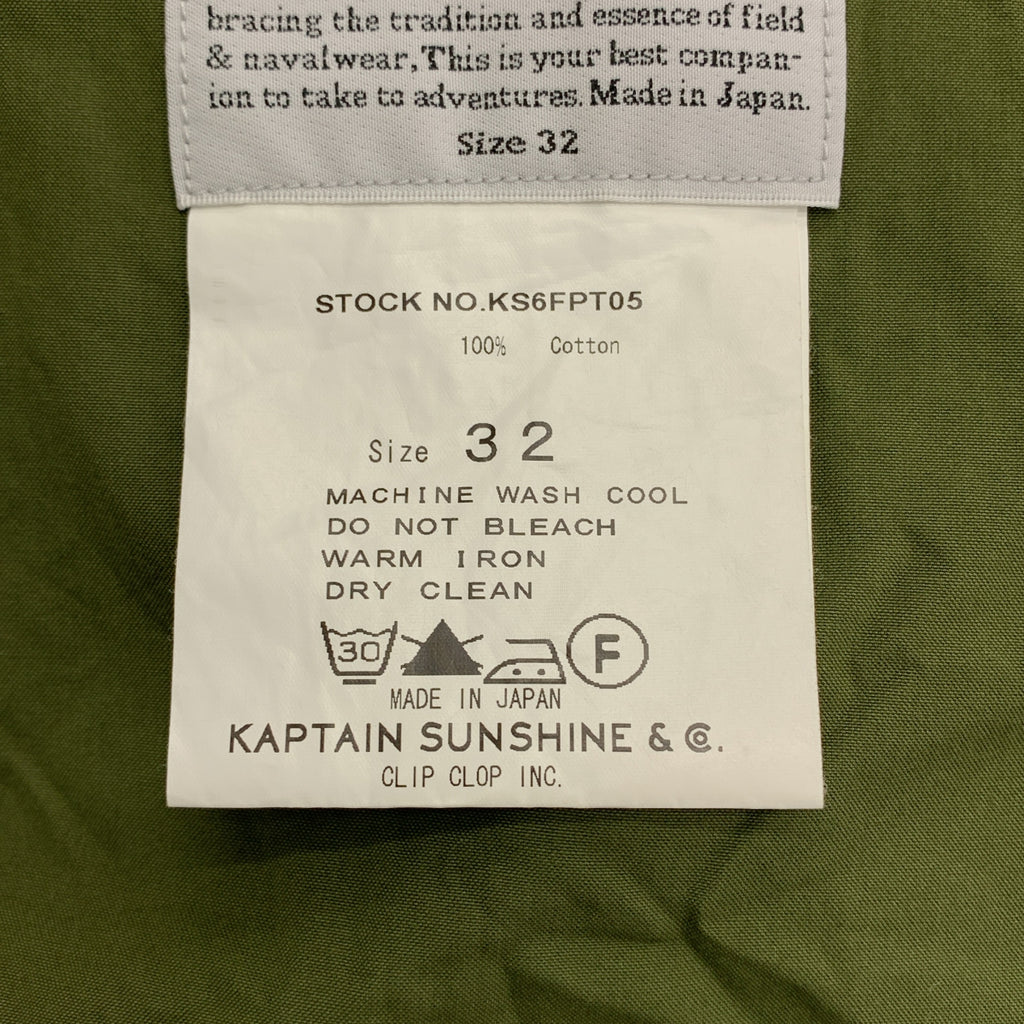 bracing the tradition and essence of field
& navalwear, This is your best compan-
ion to take to adventures. Made in Japan.
Size 32
STOCK NO.KS6FPT05
100% Cotton
Size 32
MACHINE WASH COOL
DO NOT BLEACH
WARM IRON
DRY CLEAN
30 F
MADE IN JAPAN
KAPTAIN SUNSHINE & Co.
CLIP CLOP INC.